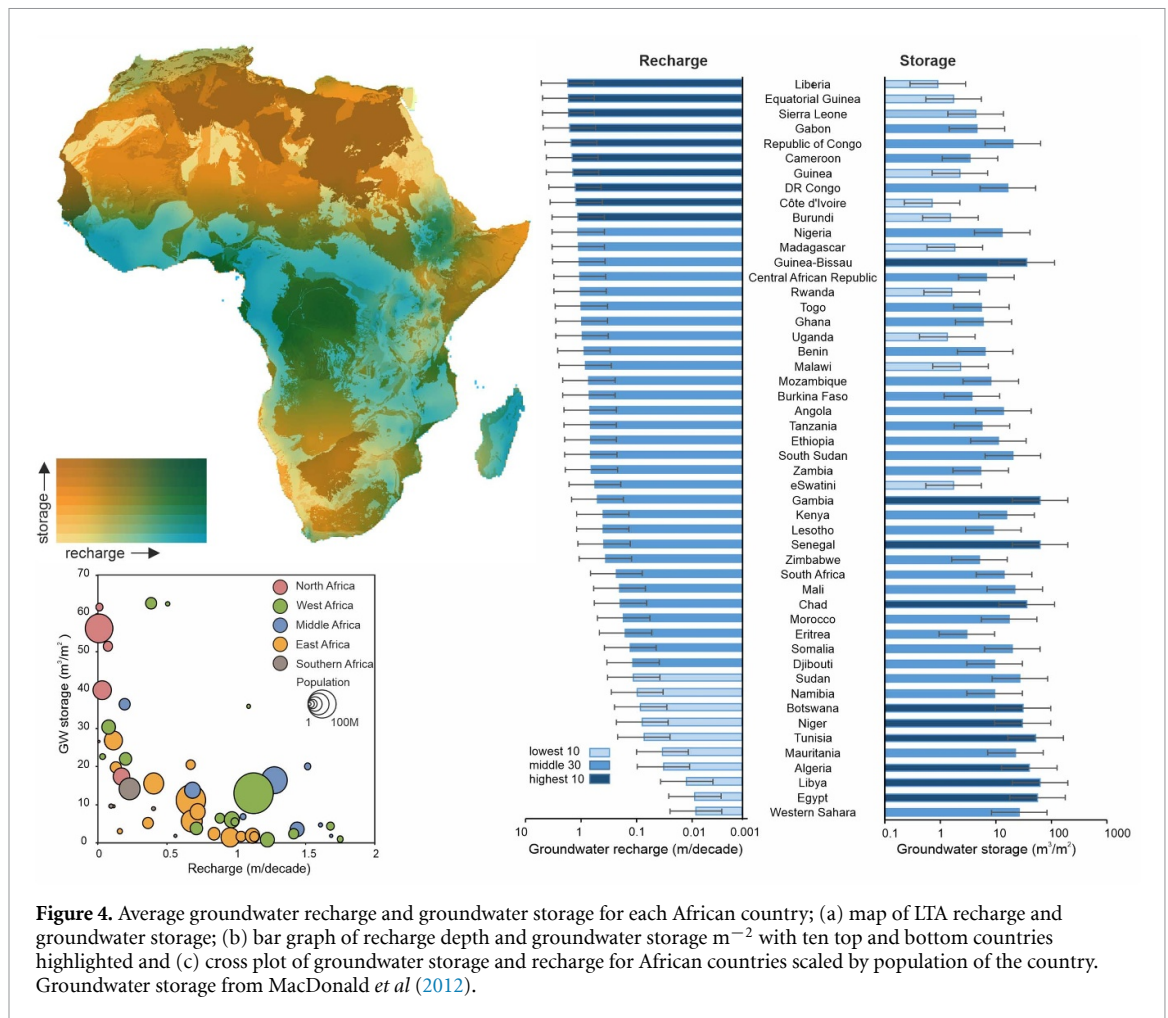 Recharge
Storage
Liberia
Equatorial Guinea
Sierra Leone
Gabon
Republic of Congo
Cameroon
Guinea
DR Congo
Côte d'Ivoire
Burundi
Nigeria
Madagascar
Guinea-Bissau
Central African Republic
Rwanda
Togo
Ghana
Uganda
Benin
Malawi
Mozambique
Burkina Faso
Angola
Tanzania
Ethiopia
South Sudan
Zambia
eSwatini
Gambia
Kenya
Lesotho
Senegal
Zimbabwe
South Africa
Mali
Chad
Morocco
Eritrea
Somalia
Djibouti
Sudan
Namibia
Botswana
Niger
Tunisia
Mauritania
Algeria
Libya
Egypt
Western Sahara
lowest 10
middle 30
highest 10
10 1 0.1 0.01 0.001
Groundwater recharge (m/decade)
0.1 1 10 100 1000
Groundwater storage (m³/m²)
storage
recharge
70
60
50
40
30
20
10
0
GW storage (m³/m²)
0 0.5 1 1.5 2
Recharge (m/decade)
North Africa
West Africa
Middle Africa
East Africa
Southern Africa
Population
1 100M
Figure 4. Average groundwater recharge and groundwater storage for each African country; (a) map of LTA recharge and
groundwater storage; (b) bar graph of recharge depth and groundwater storage m⁻² with ten top and bottom countries
highlighted and (c) cross plot of groundwater storage and recharge for African countries scaled by population of the country.
Groundwater storage from MacDonald et al (2012).